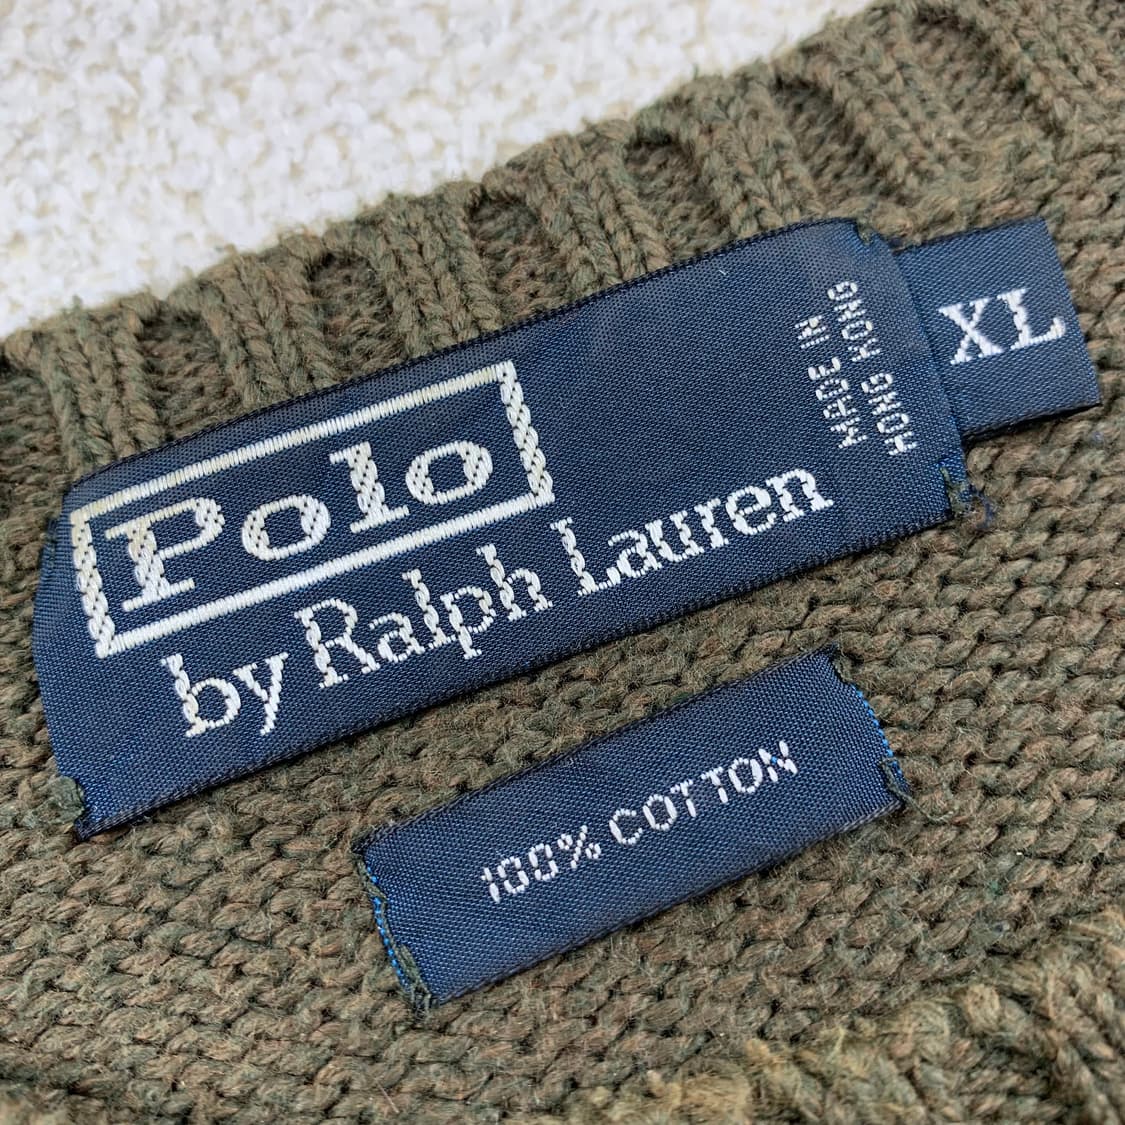 Polo
by Ralph Lauren
MADE IN
HONG KONG
XL
100% COTTON